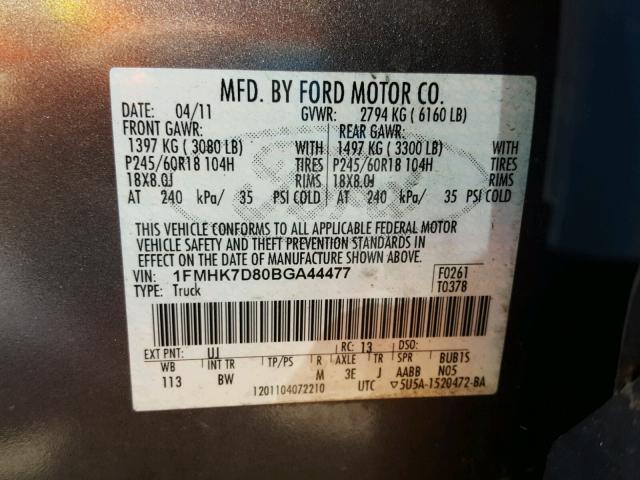 MFD. BY FORD MOTOR CO.
DATE: 04/11 GVWR: 2794 KG ( 6160 LB)
FRONT GAWR: REAR GAWR:
1397 KG ( 3080 LB) WITH 1497 KG ( 3300 LB) WITH
P245/60R18 104H TIRES P245/60R18 104H TIRES
18X8.0J RIMS 18X8.0J RIMS
AT 240 kPa/ 35 PSI COLD AT 240 kPa/ 35 PSI COLD
THIS VEHICLE CONFORMS TO ALL APPLICABLE FEDERAL MOTOR
VEHICLE SAFETY AND THEFT PREVENTION STANDARDS IN
EFFECT ON THE DATE OF MANUFACTURE SHOWN ABOVE.
VIN: 1FMHK7D80BGA44477 F0261
TYPE: Truck T0378
EXT PNT: UJ RC: 13 DSO:
WB INT TR TP/PS R AXLE TR SPR BUB1S
113 BW M 3E J AABB N05
1201104072210 UTC ▽5U5A-1520472-BA